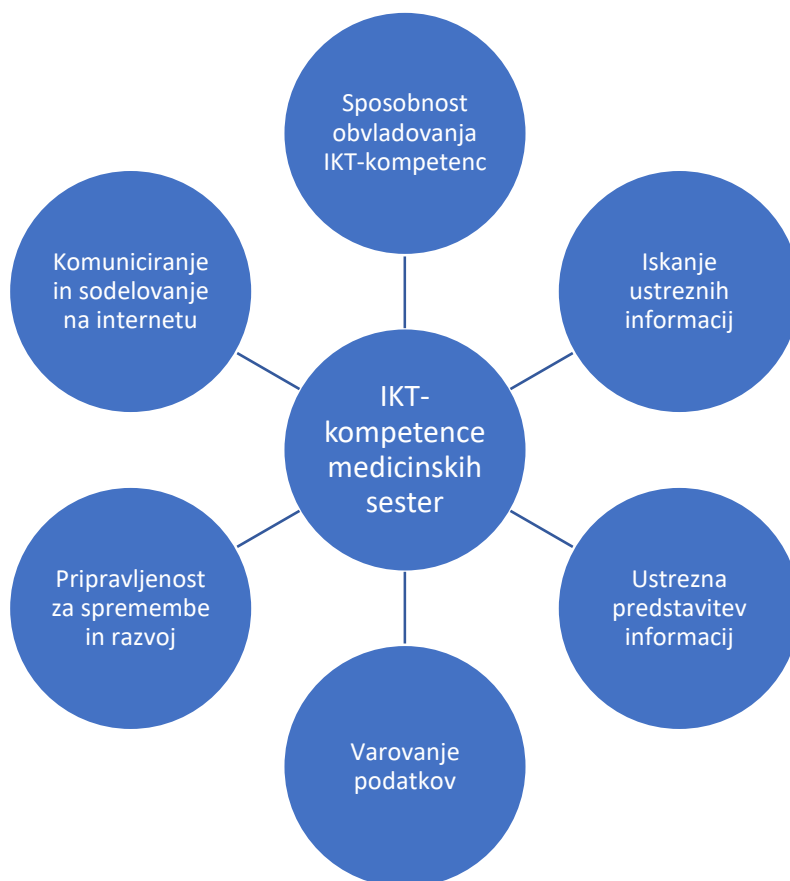 Sposobnost
obvladovanja
IKT-kompetenc
Komuniciranje
in sodelovanje
na internetu
Iskanje
ustreznih
informacij
IKT-
kompetence
medicinskih
sester
Pripravljenost
za spremembe
in razvoj
Ustrezna
predstavitev
informacij
Varovanje
podatkov